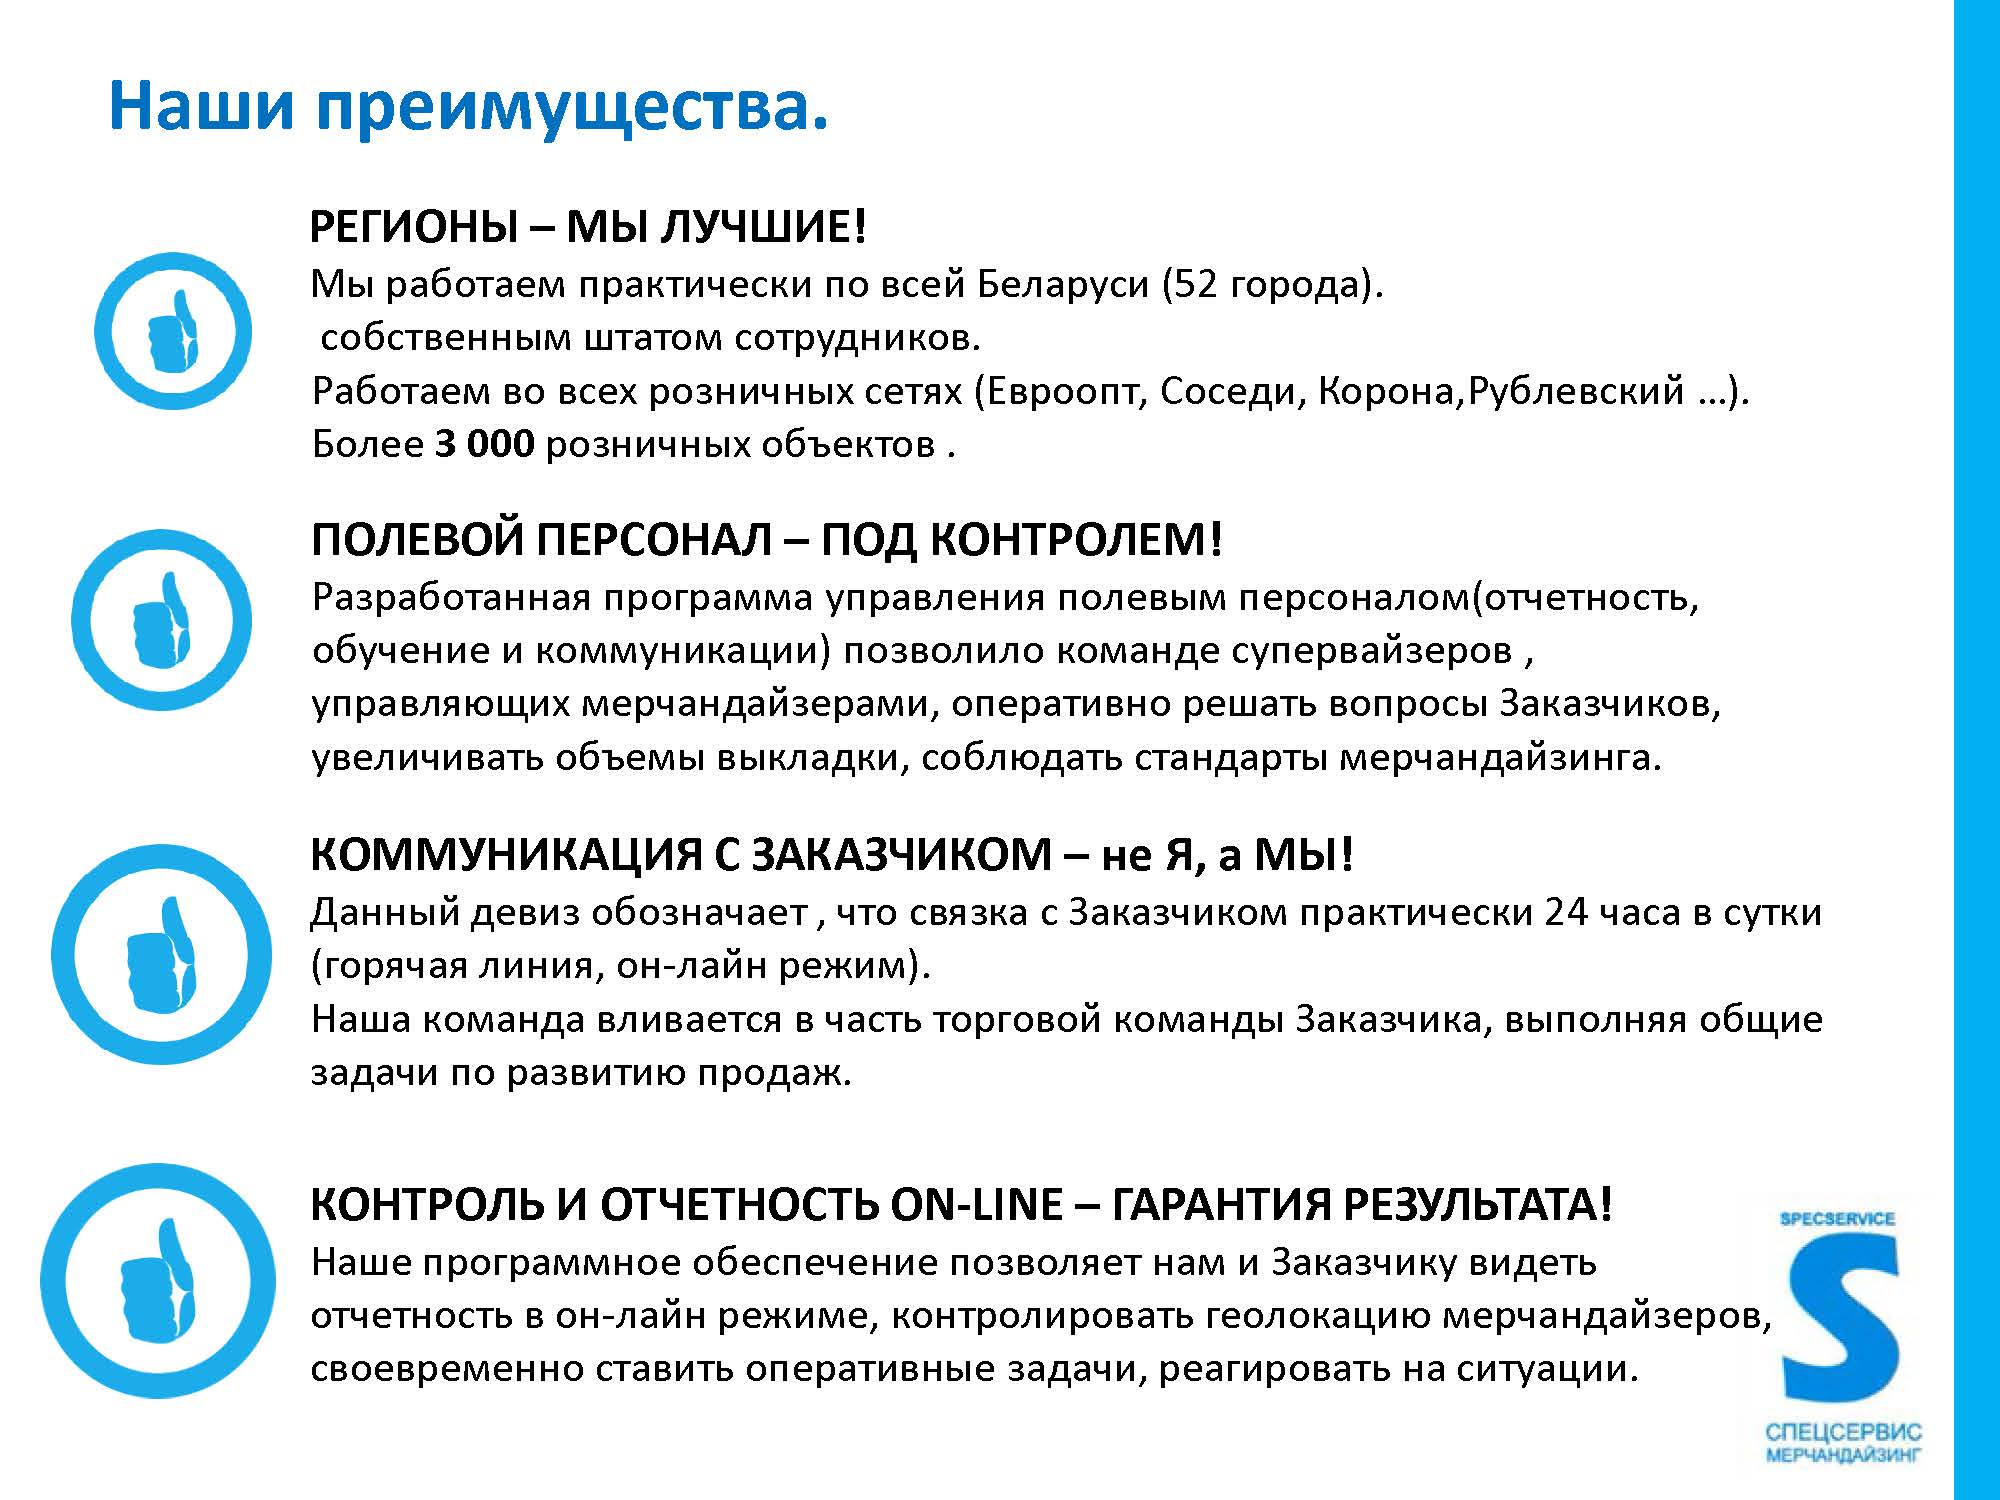 Наши преимущества.
РЕГИОНЫ – МЫ ЛУЧШИЕ!
Мы работаем практически по всей Беларуси (52 города).
собственным штатом сотрудников.
Работаем во всех розничных сетях (Евроопт, Соседи, Корона,Рублевский ...).
Более 3 000 розничных объектов .
ПОЛЕВОЙ ПЕРСОНАЛ – ПОД КОНТРОЛЕМ!
Разработанная программа управления полевым персоналом(отчетность,
обучение и коммуникации) позволило команде супервайзеров ,
управляющих мерчандайзерами, оперативно решать вопросы Заказчиков,
увеличивать объемы выкладки, соблюдать стандарты мерчандайзинга.
КОММУНИКАЦИЯ С ЗАКАЗЧИКОМ – не Я, а МЫ!
Данный девиз обозначает , что связка с Заказчиком практически 24 часа в сутки
(горячая линия, он-лайн режим).
Наша команда вливается в часть торговой команды Заказчика, выполняя общие
задачи по развитию продаж.
КОНТРОЛЬ И ОТЧЕТНОСТЬ ON-LINE – ГАРАНТИЯ РЕЗУЛЬТАТА!
Наше программное обеспечение позволяет нам и Заказчику видеть
отчетность в он-лайн режиме, контролировать геолокацию мерчандайзеров,
своевременно ставить оперативные задачи, реагировать на ситуации.
SPECSERVICE
S
СПЕЦСЕРВИС
МЕРЧАНДАЙЗИНГ